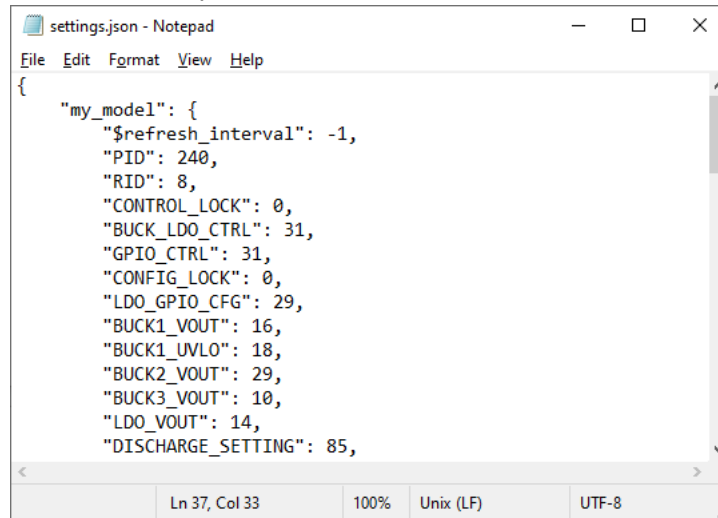 settings.json - Notepad
File Edit Format View Help
{
"my_model": {
"$refresh_interval": -1,
"PID": 240,
"RID": 8,
"CONTROL_LOCK": 0,
"BUCK_LDO_CTRL": 31,
"GPIO_CTRL": 31,
"CONFIG_LOCK": 0,
"LDO_GPIO_CFG": 29,
"BUCK1_VOUT": 16,
"BUCK1_UVLO": 18,
"BUCK2_VOUT": 29,
"BUCK3_VOUT": 10,
"LDO_VOUT": 14,
"DISCHARGE_SETTING": 85,
Ln 37, Col 33 100% Unix (LF) UTF-8